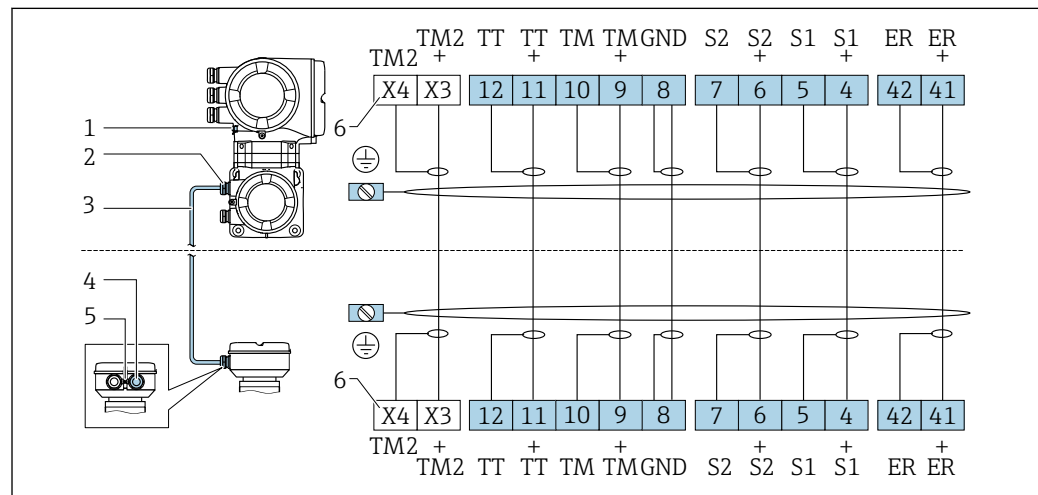 TM2 TT TT TM TM GND S2 S2 S1 S1 ER ER
TM2 + + + + + +
X4 X3 12 11 10 9 8 7 6 5 4 42 41
6
1
2
3
4
5
6
X4 X3 12 11 10 9 8 7 6 5 4 42 41
TM2 + + + + + +
TM2 TT TT TM TM GND S2 S2 S1 S1 ER ER